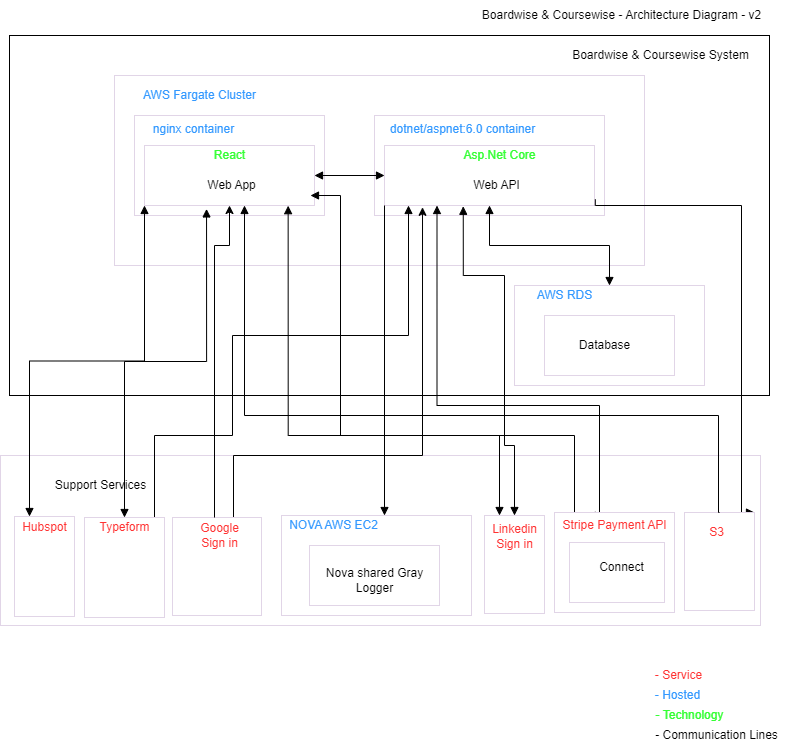 Boardwise & Coursewise - Architecture Diagram - v2
Boardwise & Coursewise System
AWS Fargate Cluster
nginx container
dotnet/aspnet:6.0 container
React
Asp.Net Core
Web App
Web API
AWS RDS
Database
Support Services
Hubspot
Typeform
Google
Sign in
NOVA AWS EC2
Nova shared Gray
Logger
Linkedin
Sign in
Stripe Payment API
Connect
S3
- Service
- Hosted
- Technology
- Communication Lines